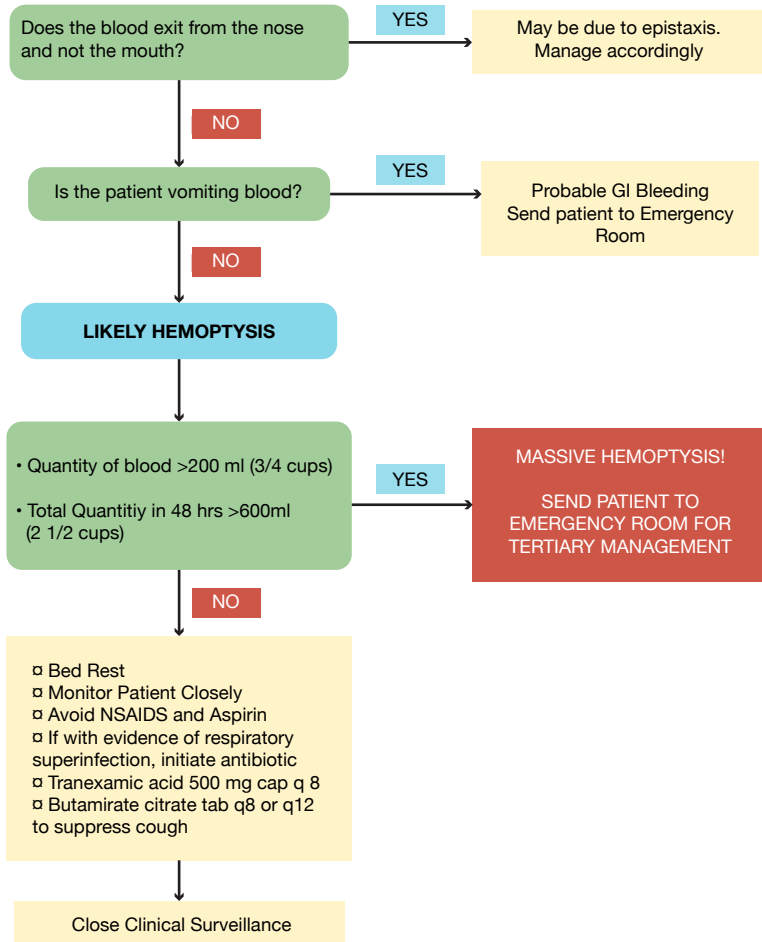 Does the blood exit from the nose
and not the mouth?
YES
May be due to epistaxis.
Manage accordingly
NO
Is the patient vomiting blood?
YES
Probable GI Bleeding
Send patient to Emergency
Room
NO
LIKELY HEMOPTYSIS
• Quantity of blood >200 ml (3/4 cups)
• Total Quantitiy in 48 hrs >600ml
(2 1/2 cups)
YES
MASSIVE HEMOPTYSIS!
SEND PATIENT TO
EMERGENCY ROOM FOR
TERTIARY MANAGEMENT
NO
¤ Bed Rest
¤ Monitor Patient Closely
¤ Avoid NSAIDS and Aspirin
¤ If with evidence of respiratory
superinfection, initiate antibiotic
¤ Tranexamic acid 500 mg cap q 8
¤ Butamirate citrate tab q8 or q12
to suppress cough
Close Clinical Surveillance